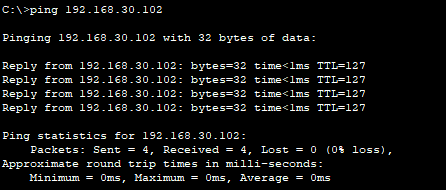 C:\>ping 192.168.30.102
Pinging 192.168.30.102 with 32 bytes of data:
Reply from 192.168.30.102: bytes=32 time<1ms TTL=127
Reply from 192.168.30.102: bytes=32 time<1ms TTL=127
Reply from 192.168.30.102: bytes=32 time<1ms TTL=127
Reply from 192.168.30.102: bytes=32 time<1ms TTL=127
Ping statistics for 192.168.30.102:
    Packets: Sent = 4, Received = 4, Lost = 0 (0% loss),
Approximate round trip times in milli-seconds:
    Minimum = 0ms, Maximum = 0ms, Average = 0ms